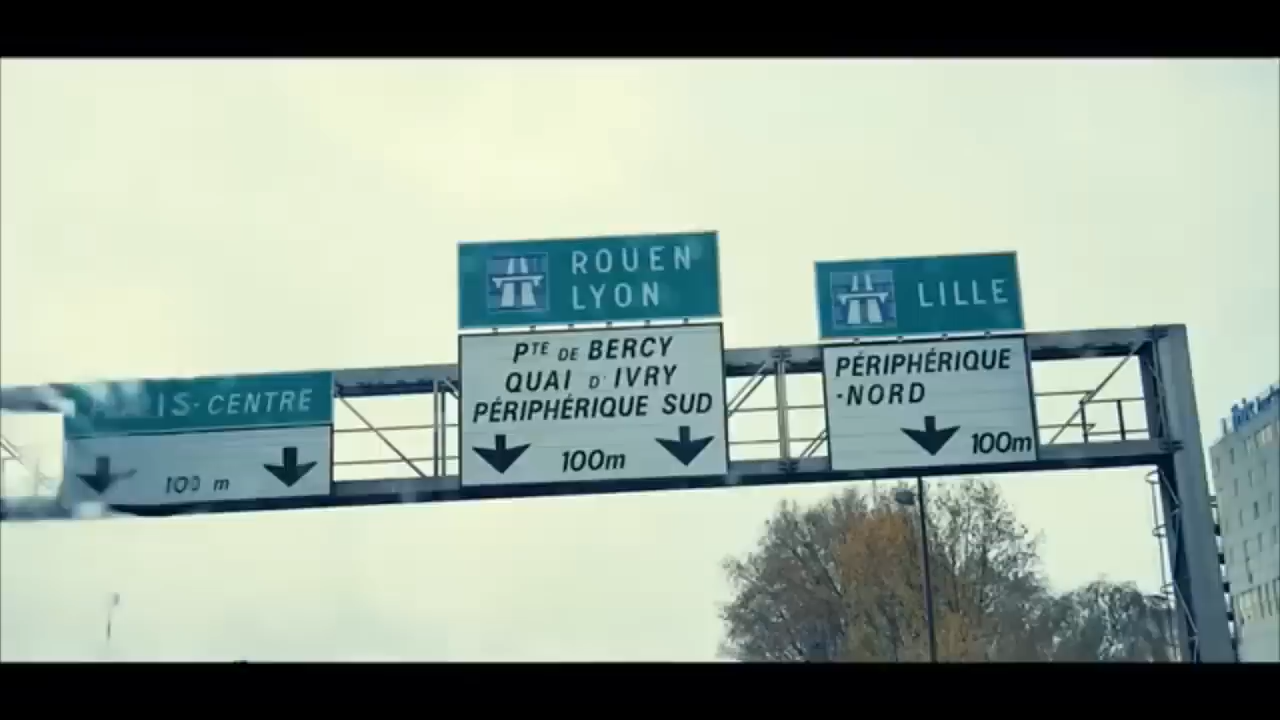 IS-CENTRE
100 m
ROUEN
LYON
PTE DE BERCY
QUAI D'IVRY
PÉRIPHÉRIQUE SUD
100m
LILLE
PÉRIPHÉRIQUE
-NORD
100m